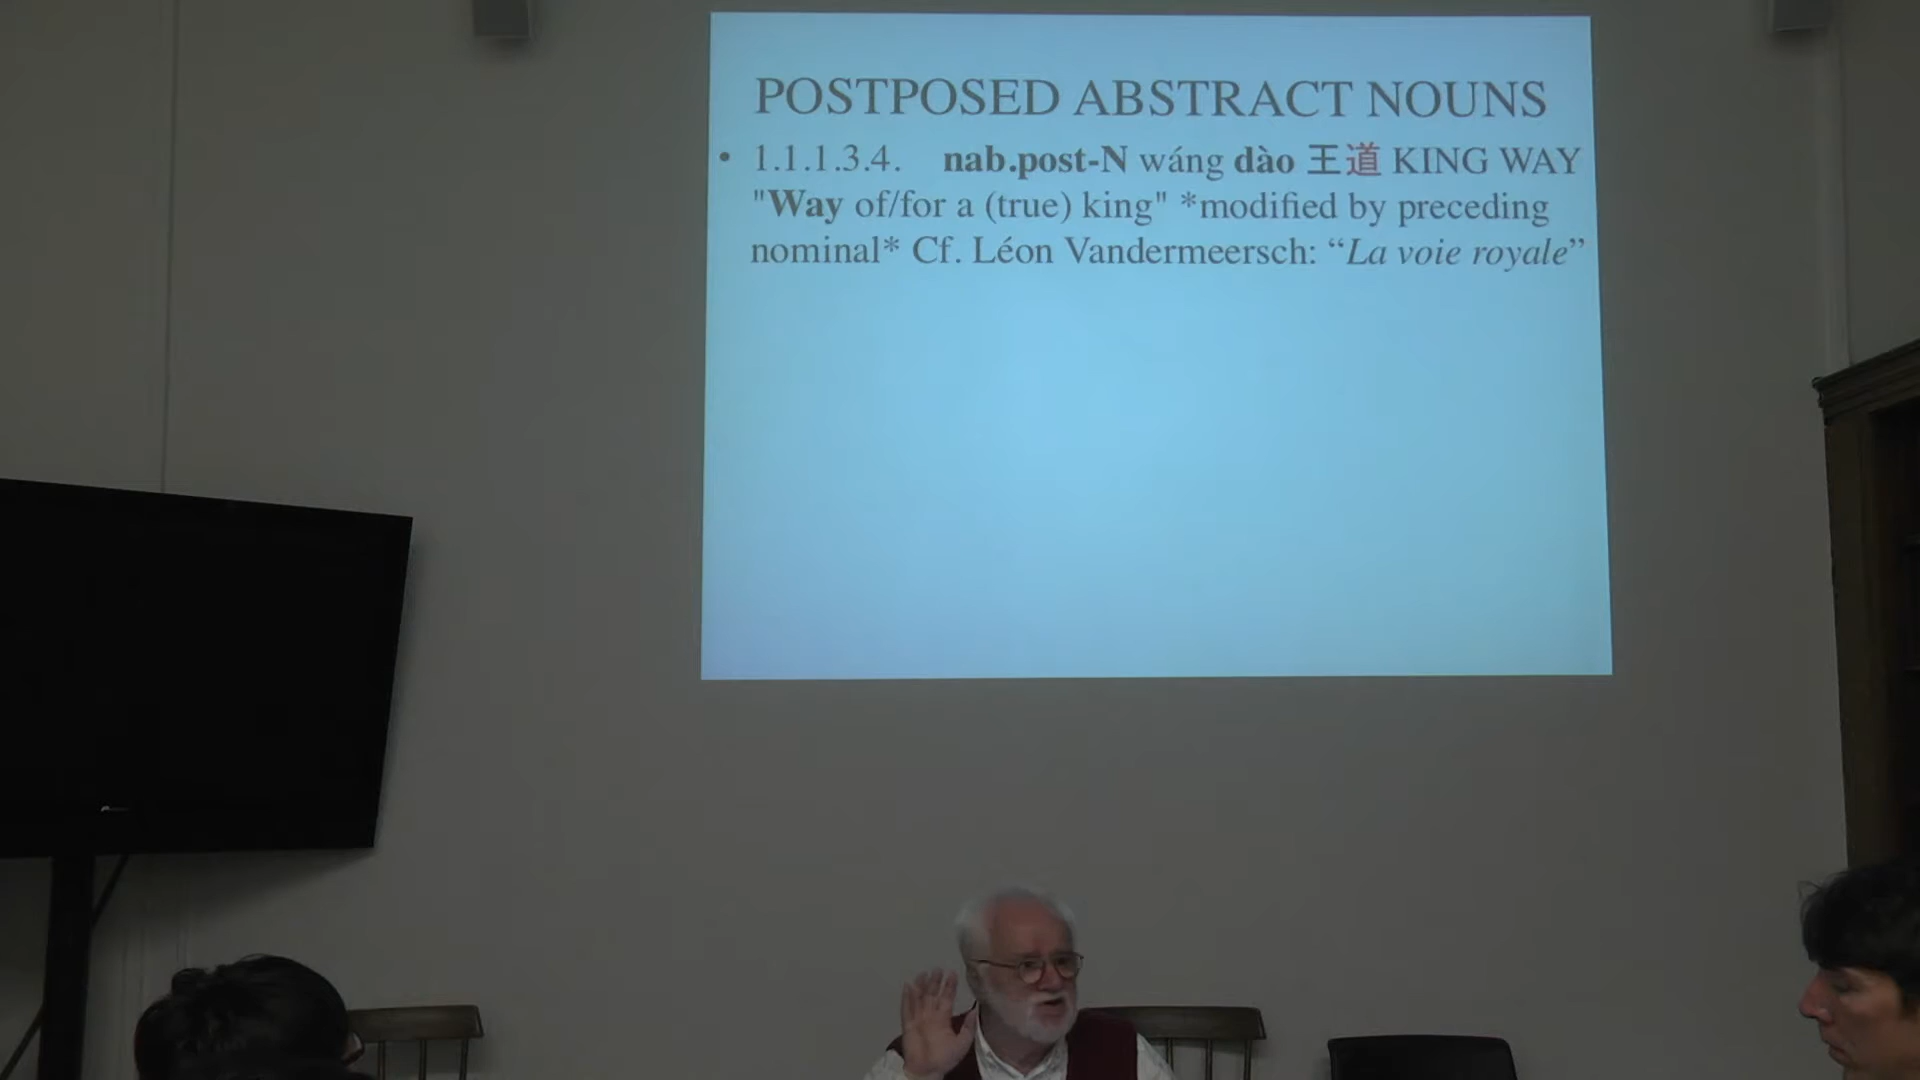 POSTPOSED ABSTRACT NOUNS
• 1.1.1.3.4. nab.post-N wáng dào 王道 KING WAY
"Way of/for a (true) king" *modified by preceding
nominal* Cf. Léon Vandermeersch: “La voie royale”